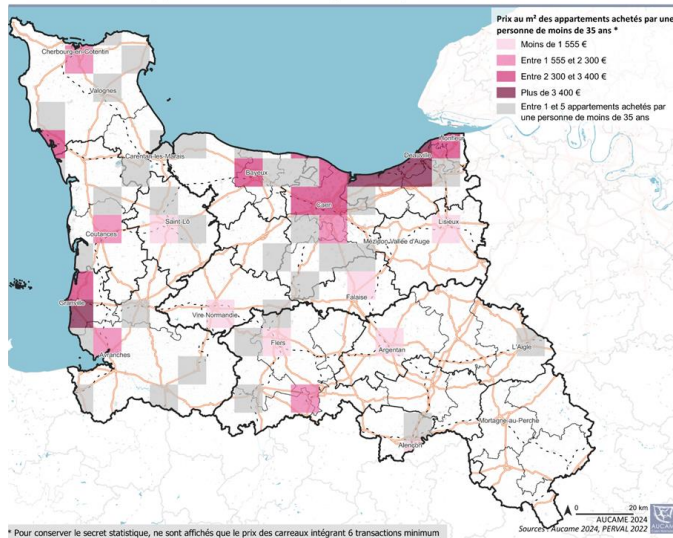 Prix au m² des appartements achetés par une
personne de moins de 35 ans *
Moins de 1 555 €
Entre 1 555 et 2 300 €
Entre 2 300 et 3 400 €
Plus de 3 400 €
Entre 1 et 5 appartements achetés par
une personne de moins de 35 ans
Cherbourg-en-Cotentin
Valognes
Carentan-les-Marais
Bayeux
Deauville
Honfleur
Caen
Saint-Lô
Coutances
Lisieux
Mézidon Vallée d'Auge
Falaise
Granville
Vire Normandie
Avranches
Flers
Argentan
L'Aigle
Mortagne-au-Perche
Alençon
0 20 km
AUCAME 2024
Sources : Aucame 2024, PERVAL 2022
AUCAME
* Pour conserver le secret statistique, ne sont affichés que le prix des carreaux intégrant 6 transactions minimum